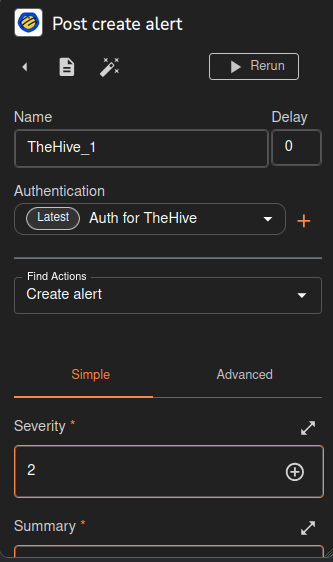 Post create alert
Rerun
Name
Delay
TheHive_1
0
Authentication
Latest
Auth for TheHive
Find Actions
Create alert
Simple
Advanced
Severity *
2
Summary *